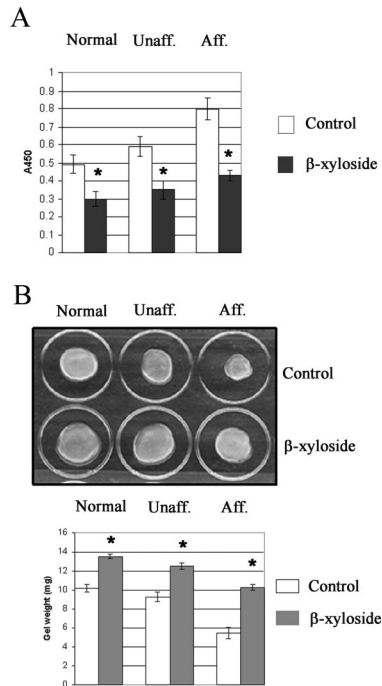 A
Normal Unaff. Aff.
1
0.9
0.8
0.7
0.6
0.5
0.4
0.3
0.2
0.1
0
A450
* * *
Control
β-xyloside
B
Normal Unaff. Aff.
Control
β-xyloside
Normal Unaff. Aff.
16
14
12
10
8
6
4
2
0
Gel weight (mg)
* * *
Control
β-xyloside